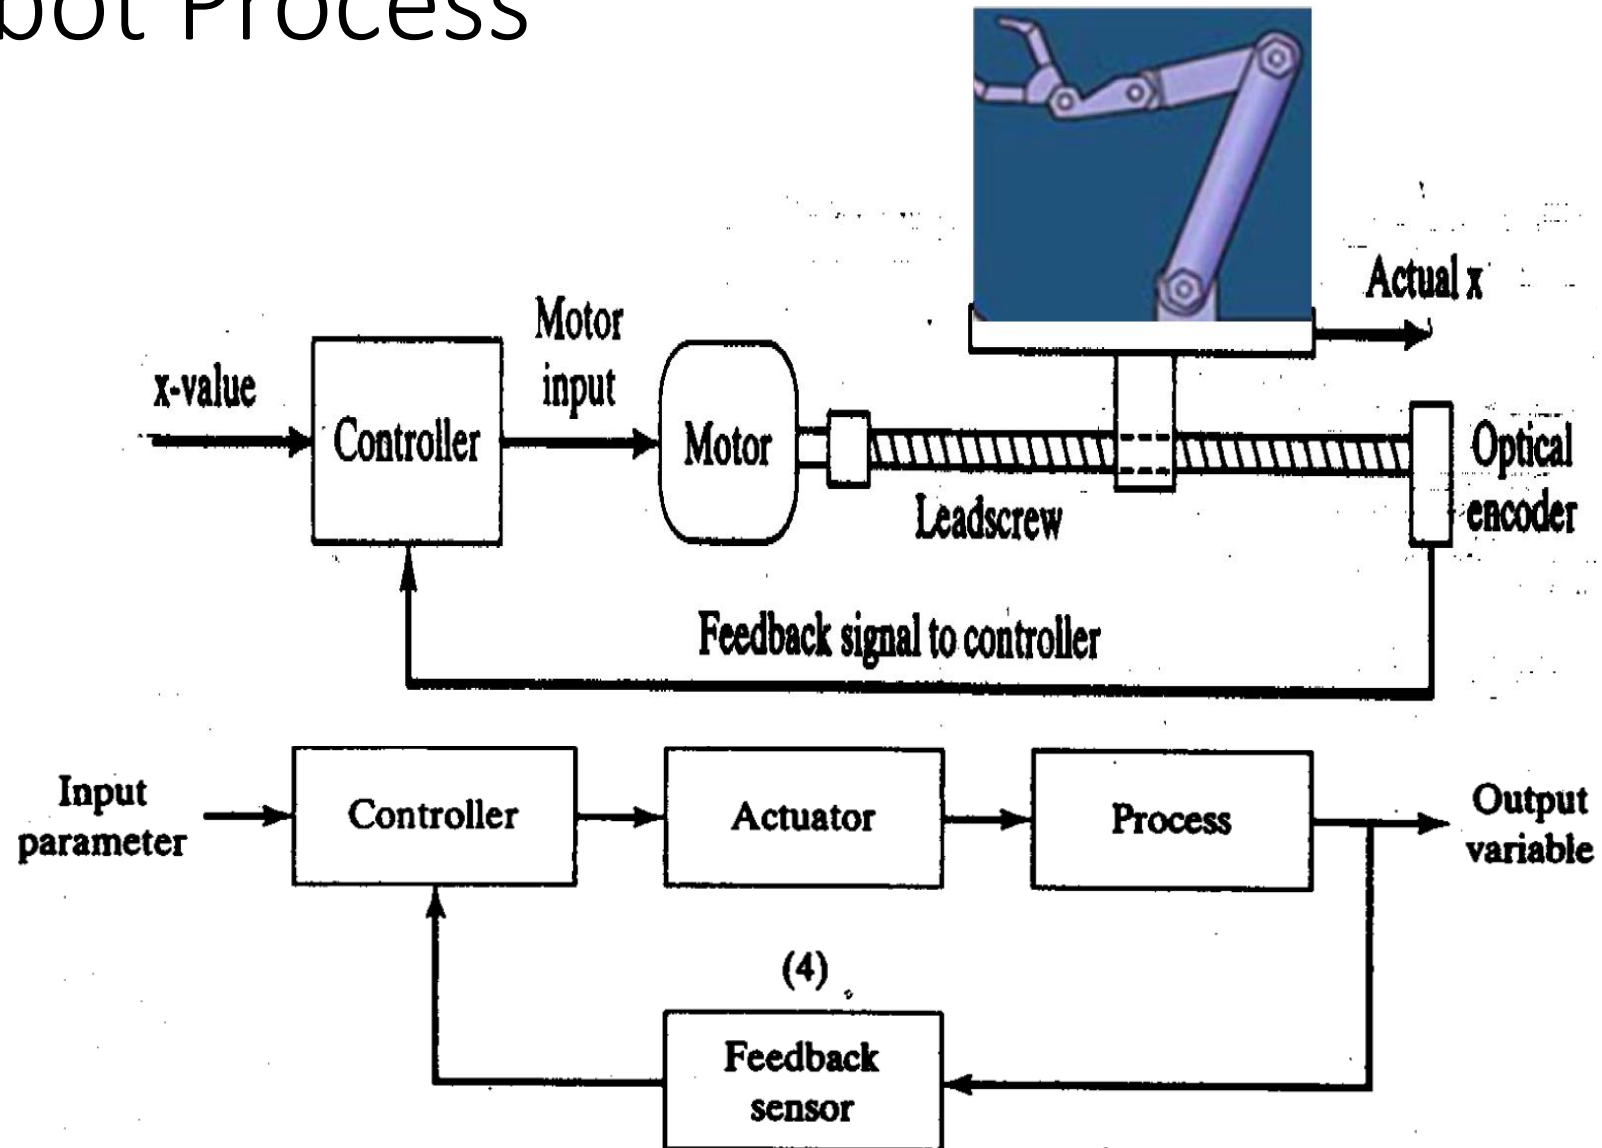 bot Process
Actual x
Motor
input
x-value
Controller
Motor
Optical
encoder
Leadscrew
Feedback signal to controller
Input
parameter
Controller
Actuator
Process
Output
variable
(4)
Feedback
sensor